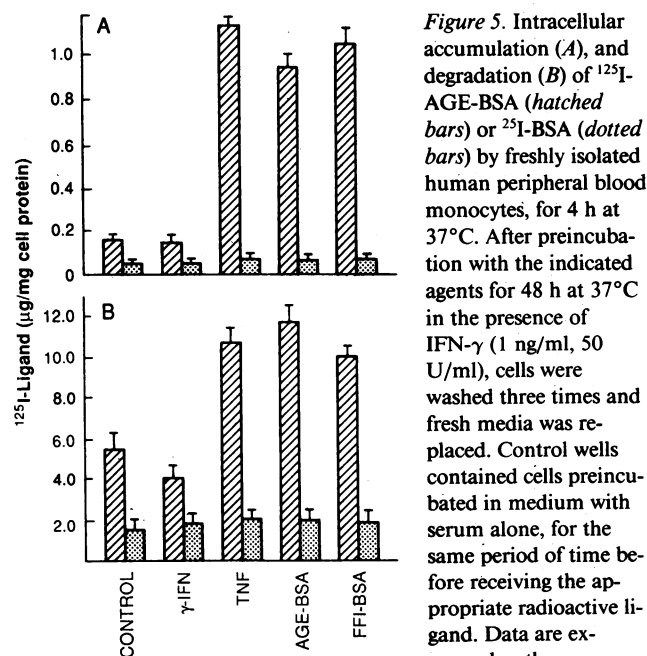 A
1.0
0.8
0.6
0.4
0.2
0
B
12.0
10.0
8.0
6.0
4.0
2.0
125I-Ligand (μg/mg cell protein)
CONTROL
γ-IFN
TNF
AGE-BSA
FFI-BSA
Figure 5. Intracellular
accumulation (A), and
degradation (B) of 125I-
AGE-BSA (hatched
bars) or 25I-BSA (dotted
bars) by freshly isolated
human peripheral blood
monocytes, for 4 h at
37°C. After preincuba-
tion with the indicated
agents for 48 h at 37°C
in the presence of
IFN-γ (1 ng/ml, 50
U/ml), cells were
washed three times and
fresh media was re-
placed. Control wells
contained cells preincu-
bated in medium with
serum alone, for the
same period of time be-
fore receiving the ap-
propriate radioactive li-
gand. Data are ex-